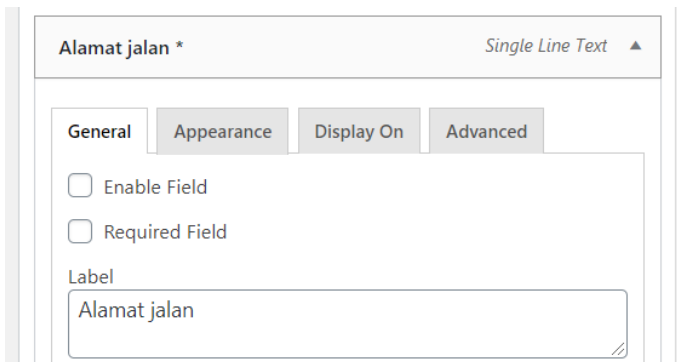 Alamat jalan * Single Line Text
General Appearance Display On Advanced
Enable Field
Required Field
Label
Alamat jalan